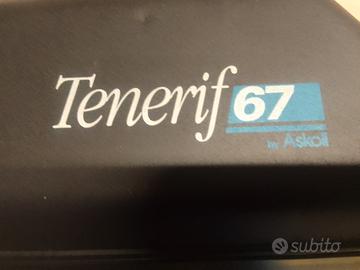 Tenerif 67
by Askoll
subito